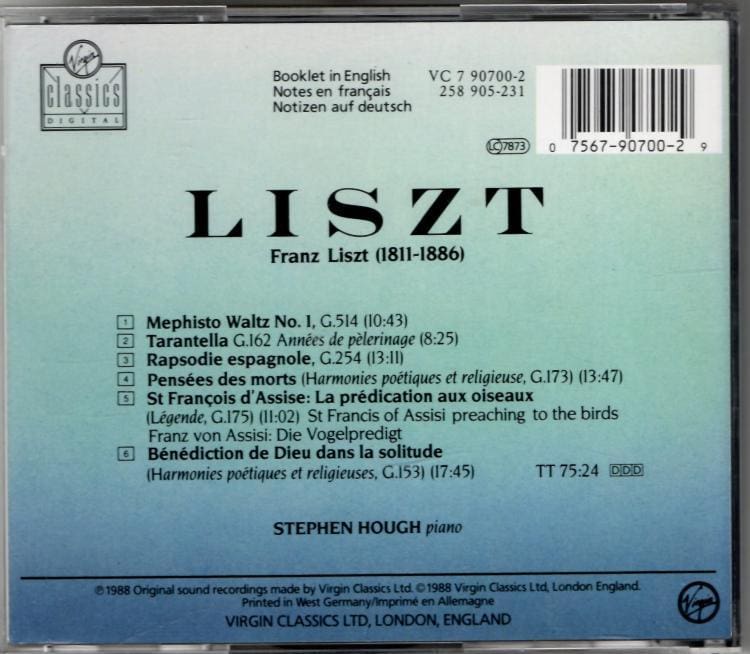 Virgin
classics
DIGITAL
Booklet in English
Notes en français
Notizen auf deutsch
VC 7 90700-2
258 905-231
LC 7873
0 7567-90700-2 9
LISZT
Franz Liszt (1811-1886)
1 Mephisto Waltz No. 1, G.514 (10:43)
2 Tarantella G.162 Années de pèlerinage (8:25)
3 Rapsodie espagnole, G.254 (13:11)
4 Pensées des morts (Harmonies poétiques et religieuse, G.173) (13:47)
5 St François d'Assise: La prédication aux oiseaux
(Légende, G.175) (11:02) St Francis of Assisi preaching to the birds
Franz von Assisi: Die Vogelpredigt
6 Bénédiction de Dieu dans la solitude
(Harmonies poétiques et religieuses, G.153) (17:45)
TT 75:24 DDD
STEPHEN HOUGH piano
℗1988 Original sound recordings made by Virgin Classics Ltd. ©1988 Virgin Classics Ltd, London England.
Printed in West Germany/Imprimé en Allemagne
VIRGIN CLASSICS LTD, LONDON, ENGLAND
Virgin